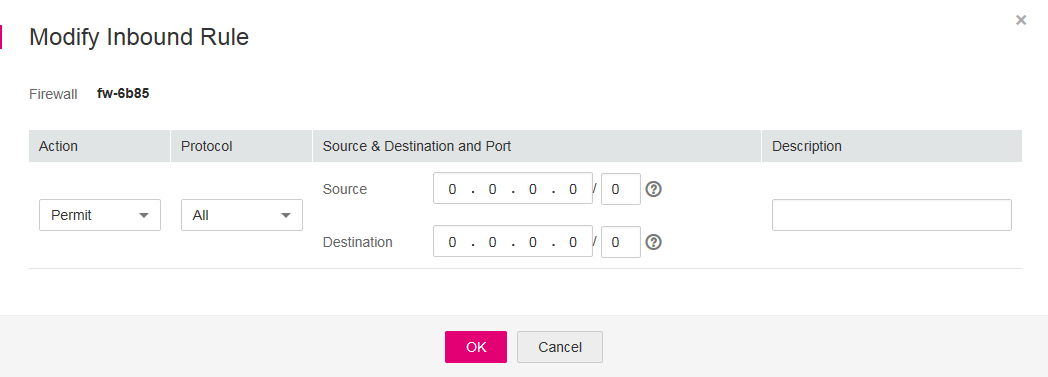 ×
Modify Inbound Rule
Firewall fw-6b85
Action Protocol Source & Destination and Port Description
Source 0 . 0 . 0 . 0 / 0 ?
Permit All
Destination 0 . 0 . 0 . 0 / 0 ?
OK Cancel